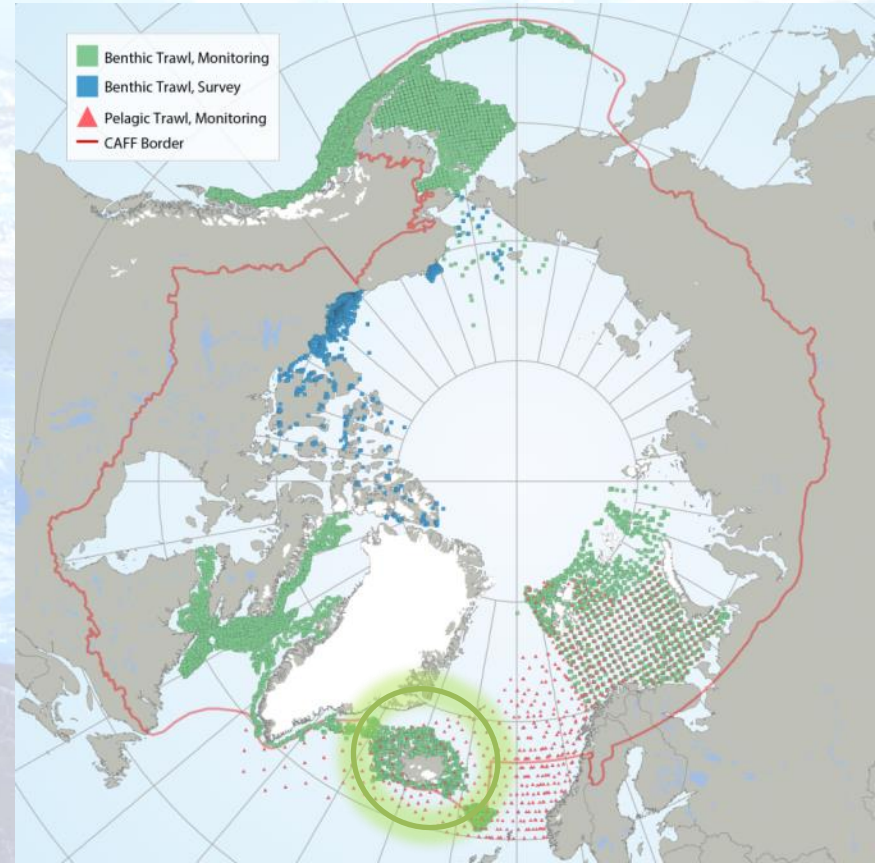 Benthic Trawl, Monitoring
Benthic Trawl, Survey
Pelagic Trawl, Monitoring
CAFF Border